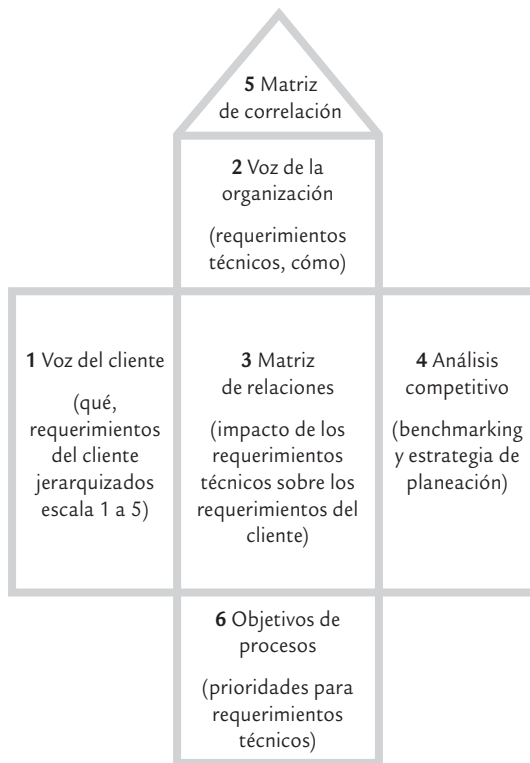 5 Matriz
de correlación
2 Voz de la
organización
(requerimientos
técnicos, cómo)
1 Voz del cliente
(qué,
requerimientos
del cliente
jerarquizados
escala 1 a 5)
3 Matriz
de relaciones
(impacto de los
requerimientos
técnicos sobre los
requerimientos del
cliente)
4 Análisis
competitivo
(benchmarking
y estrategia de
planeación)
6 Objetivos de
procesos
(prioridades para
requerimientos
técnicos)